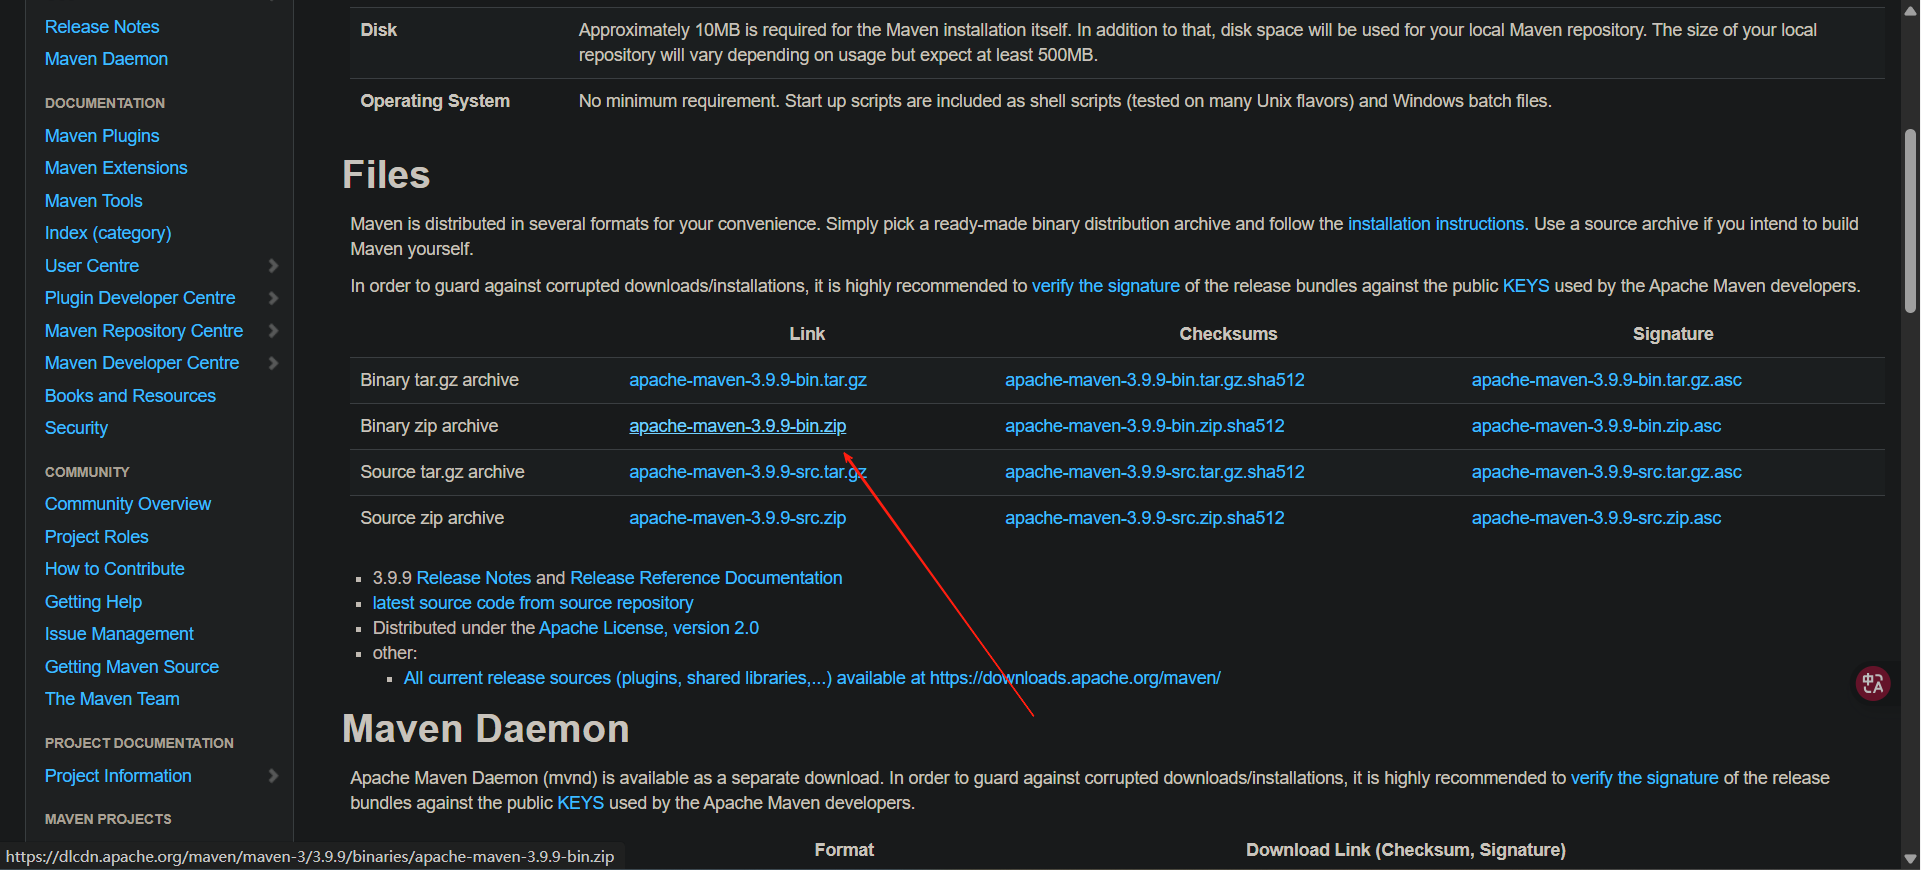 Release Notes
Maven Daemon
DOCUMENTATION
Maven Plugins
Maven Extensions
Maven Tools
Index (category)
User Centre
Plugin Developer Centre
Maven Repository Centre
Maven Developer Centre
Books and Resources
Security
COMMUNITY
Community Overview
Project Roles
How to Contribute
Getting Help
Issue Management
Getting Maven Source
The Maven Team
PROJECT DOCUMENTATION
Project Information
MAVEN PROJECTS
Disk Approximately 10MB is required for the Maven installation itself. In addition to that, disk space will be used for your local Maven repository. The size of your local
repository will vary depending on usage but expect at least 500MB.
Operating System No minimum requirement. Start up scripts are included as shell scripts (tested on many Unix flavors) and Windows batch files.
Files
Maven is distributed in several formats for your convenience. Simply pick a ready-made binary distribution archive and follow the installation instructions. Use a source archive if you intend to build
Maven yourself.
In order to guard against corrupted downloads/installations, it is highly recommended to verify the signature of the release bundles against the public KEYS used by the Apache Maven developers.
Link Checksums Signature
Binary tar.gz archive apache-maven-3.9.9-bin.tar.gz apache-maven-3.9.9-bin.tar.gz.sha512 apache-maven-3.9.9-bin.tar.gz.asc
Binary zip archive apache-maven-3.9.9-bin.zip apache-maven-3.9.9-bin.zip.sha512 apache-maven-3.9.9-bin.zip.asc
Source tar.gz archive apache-maven-3.9.9-src.tar.gz apache-maven-3.9.9-src.tar.gz.sha512 apache-maven-3.9.9-src.tar.gz.asc
Source zip archive apache-maven-3.9.9-src.zip apache-maven-3.9.9-src.zip.sha512 apache-maven-3.9.9-src.zip.asc
3.9.9 Release Notes and Release Reference Documentation
latest source code from source repository
Distributed under the Apache License, version 2.0
other:
All current release sources (plugins, shared libraries,...) available at https://downloads.apache.org/maven/
中A
Maven Daemon
Apache Maven Daemon (mvnd) is available as a separate download. In order to guard against corrupted downloads/installations, it is highly recommended to verify the signature of the release
bundles against the public KEYS used by the Apache Maven developers.
Format Download Link (Checksum, Signature)
https://dlcdn.apache.org/maven/maven-3/3.9.9/binaries/apache-maven-3.9.9-bin.zip